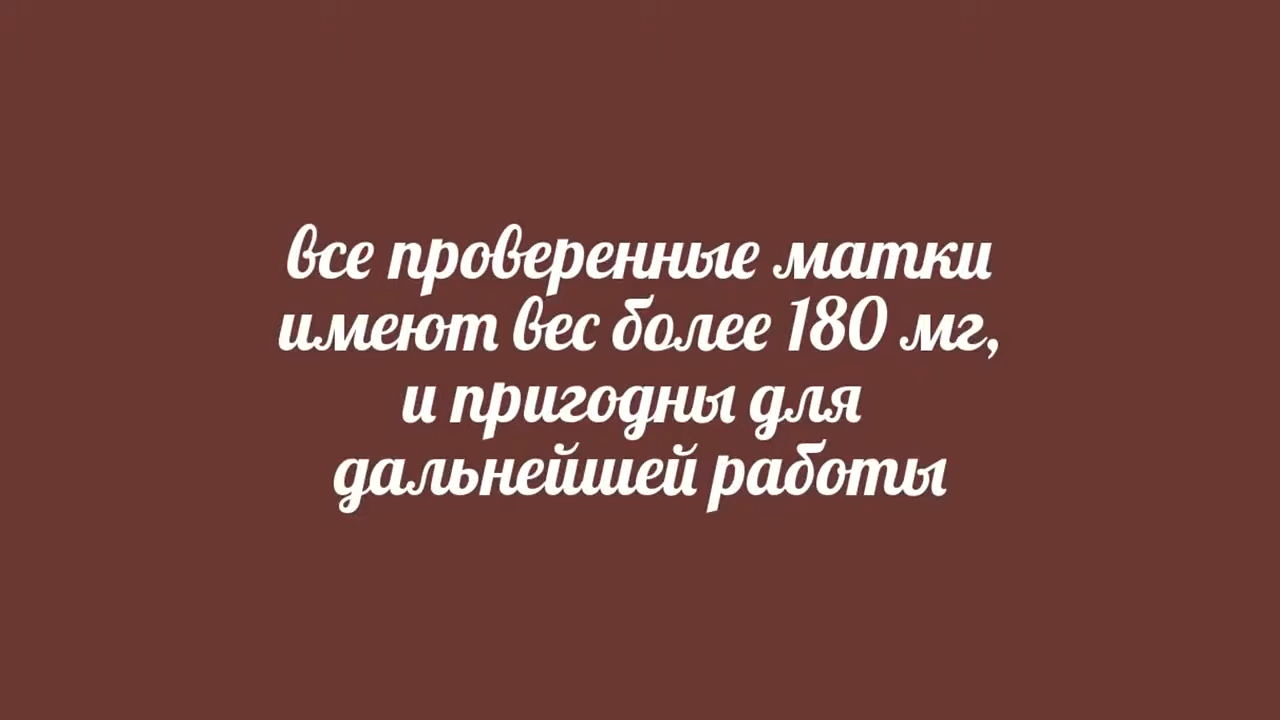 все проверенные матки
имеют вес более 180 мг,
и пригодны для
дальнейшей работы